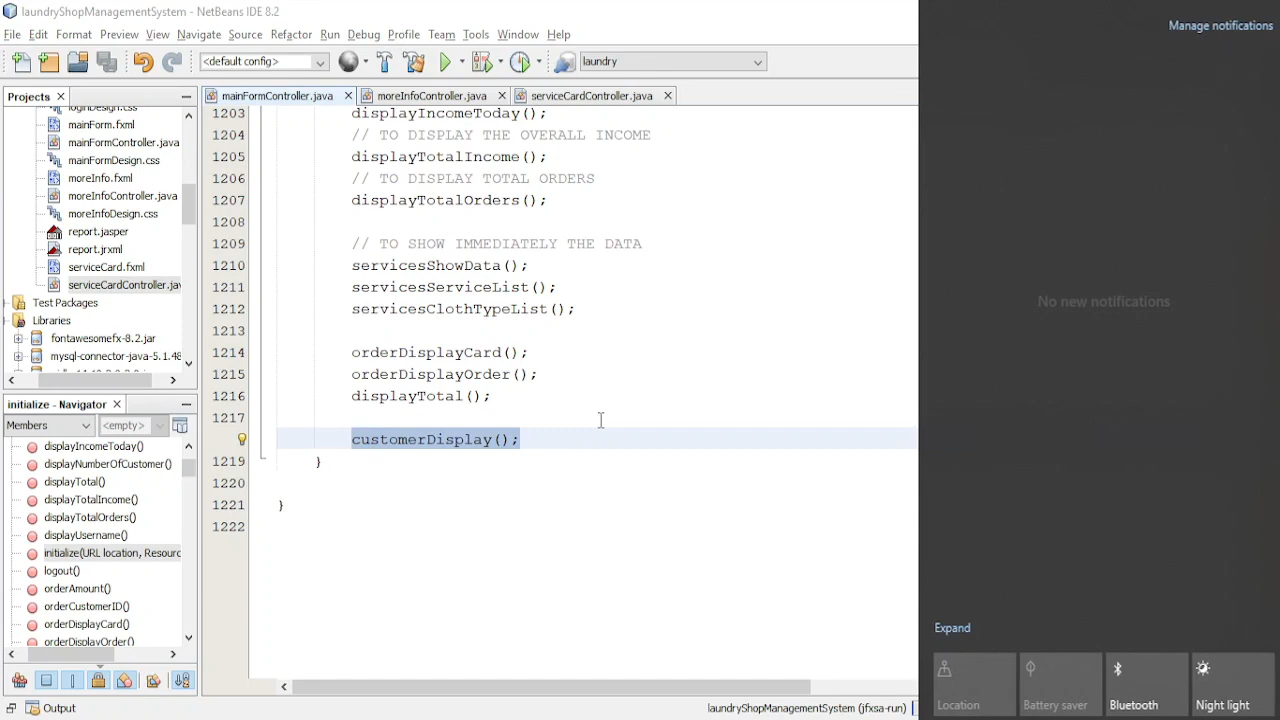 laundryShopManagementSystem - NetBeans IDE 8.2
File Edit Format Preview View Navigate Source Refactor Run Debug Profile Team Tools Window Help
<default config>
laundry
Projects
mainFormController.java
moreInfoController.java
serviceCardController.java
loginDesign.css
mainForm.fxml
mainFormController.java
mainFormDesign.css
moreInfo.fxml
moreInfoController.java
moreInfoDesign.css
report.jasper
report.jrxml
serviceCard.fxml
serviceCardController.jav
Test Packages
Libraries
fontawesomefx-8.2.jar
mysql-connector-java-5.1.48
initialize - Navigator
Members
<empty>
displayIncomeToday()
displayNumberOfCustomer()
displayTotal()
displayTotalIncome()
displayTotalOrders()
displayUsername()
initialize(URL location, Resourc
logout()
orderAmount()
orderCustomerID()
orderDisplayCard()
orderDisplayOrder()
1203 displayIncomeToday();
1204 // TO DISPLAY THE OVERALL INCOME
1205 displayTotalIncome();
1206 // TO DISPLAY TOTAL ORDERS
1207 displayTotalOrders();
1208
1209 // TO SHOW IMMEDIATELY THE DATA
1210 servicesShowData();
1211 servicesServiceList();
1212 servicesClothTypeList();
1213
1214 orderDisplayCard();
1215 orderDisplayOrder();
1216 displayTotal();
1217
customerDisplay();
1219 }
1220
1221 }
1222
Output
laundryShopManagementSystem (jfxsa-run)
Manage notifications
No new notifications
Expand
Location
Battery saver
Bluetooth
Night light